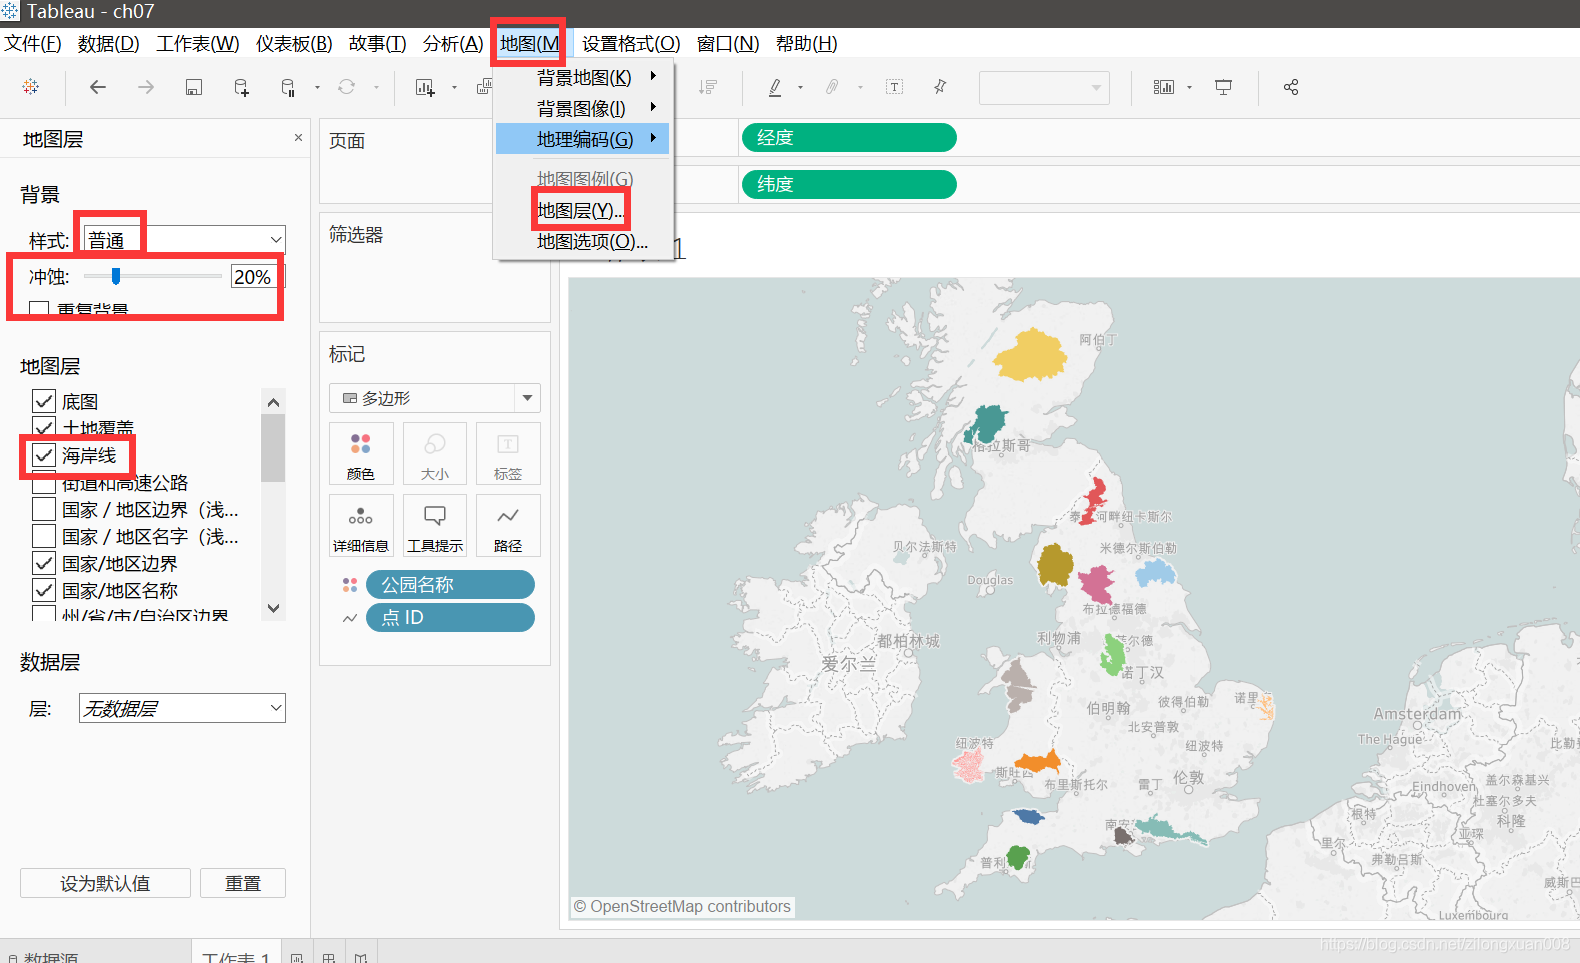 Tableau - ch07
文件(F) 数据(D) 工作表(W) 仪表板(B) 故事(T) 分析(A) 地图(M 设置格式(O) 窗口(N) 帮助(H)
背景地图(K)
背景图像(I)
地理编码(G)
地图图例(G)
地图层(Y)...
地图选项(O)...
地图层
×
背景
样式:
普通
冲蚀:
20%
重复背景
地图层
底图
土地覆盖
海岸线
街道和高速公路
国家 / 地区边界（浅...
国家 / 地区名字（浅...
国家/地区边界
国家/地区名称
州/省/市/自治区边界
数据层
层:
无数据层
设为默认值
重置
页面
筛选器
标记
多边形
颜色
大小
标签
详细信息
工具提示
路径
公园名称
点 ID
经度
纬度
1
阿伯丁
格拉斯哥
泰
河畔纽卡斯尔
贝尔法斯特
米德尔斯伯勒
Douglas
布拉德福德
利物浦
都柏林城
爱尔兰
诺丁汉
彼得伯勒
诺里
伯明翰
北安普敦
纽波特
纽波特
斯旺西
布里斯托尔
雷丁
伦敦
南安
普利
Amsterdam
The Hague
比勒
盖尔森基兴
Eindhoven
杜塞尔多夫
根特
科隆
亚琛
里尔
弗勒吕斯
威斯巴
Luxembourg
© OpenStreetMap contributors
数据源
工作表 1
https://blog.csdn.net/zilongxuan003